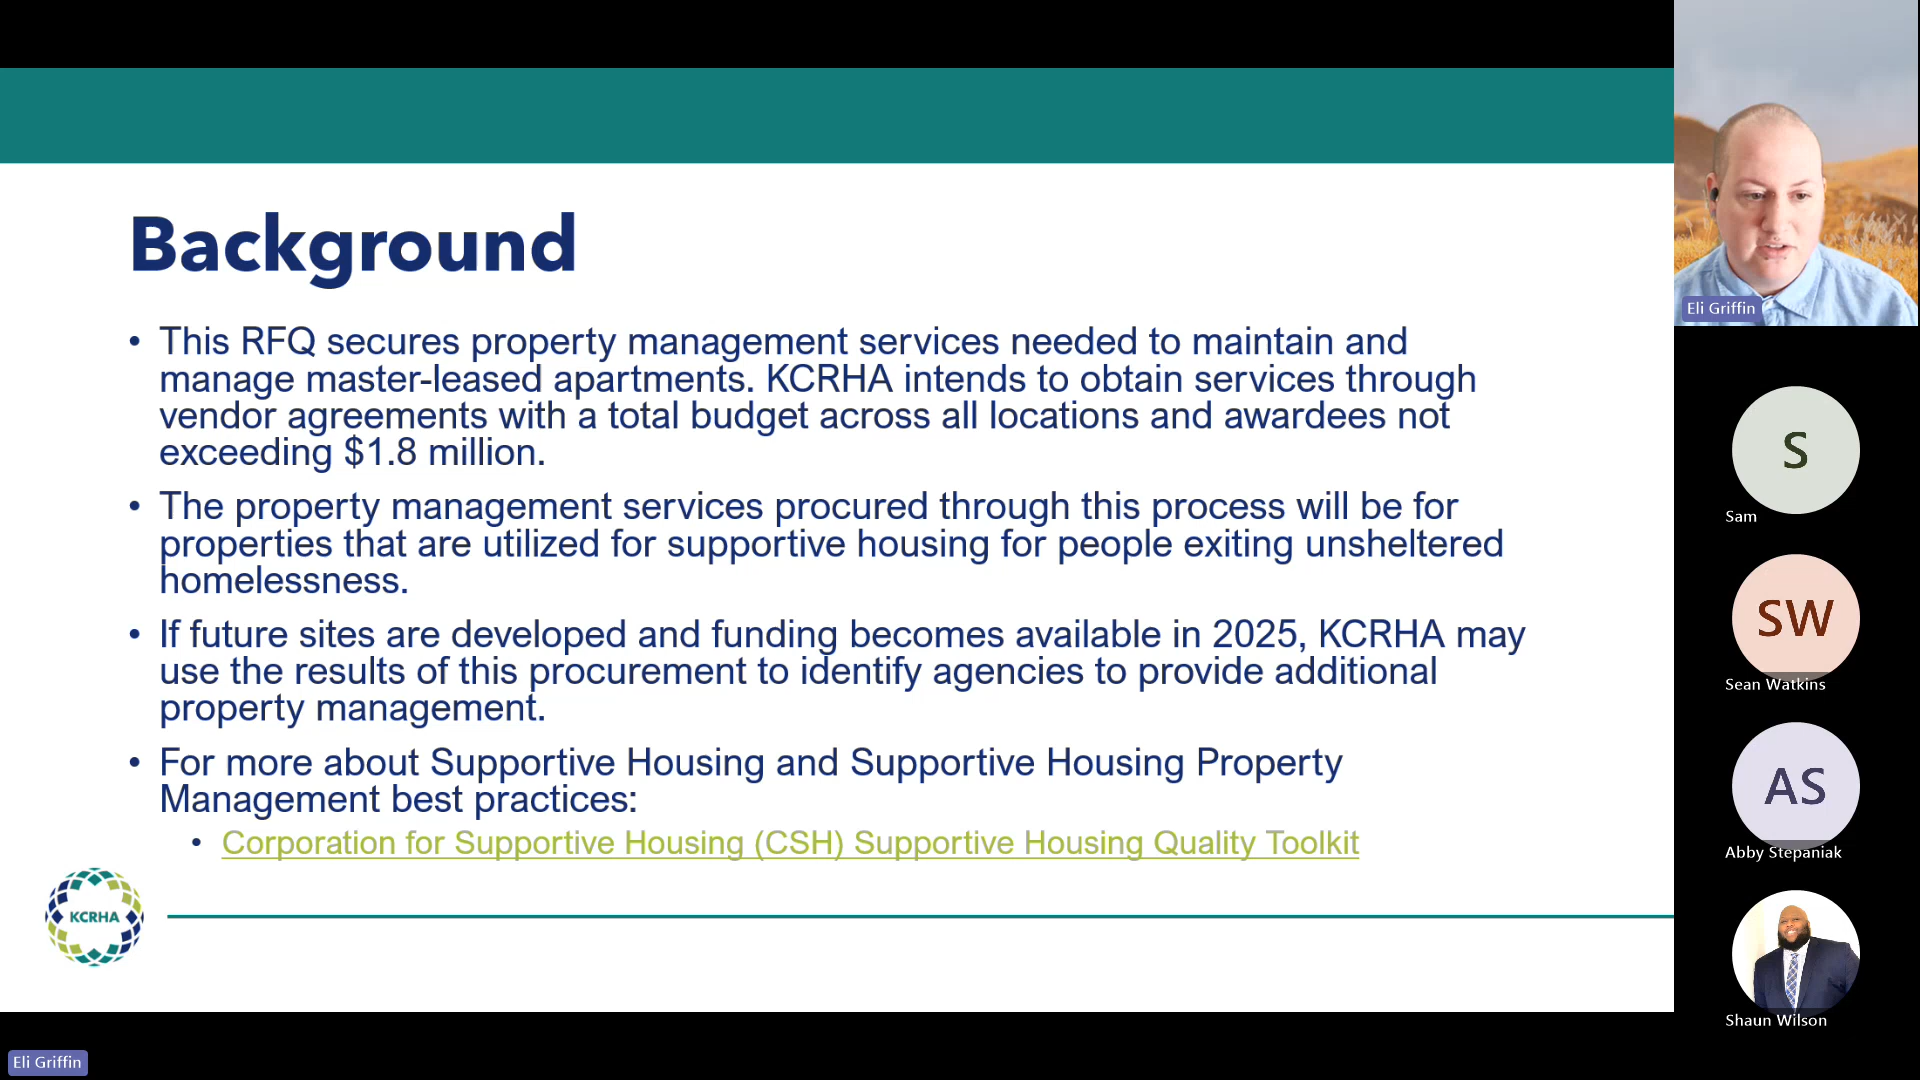 Background
• This RFQ secures property management services needed to maintain and
manage master-leased apartments. KCRHA intends to obtain services through
vendor agreements with a total budget across all locations and awardees not
exceeding $1.8 million.
• The property management services procured through this process will be for
properties that are utilized for supportive housing for people exiting unsheltered
homelessness.
• If future sites are developed and funding becomes available in 2025, KCRHA may
use the results of this procurement to identify agencies to provide additional
property management.
• For more about Supportive Housing and Supportive Housing Property
Management best practices:
• Corporation for Supportive Housing (CSH) Supportive Housing Quality Toolkit
KCRHA
Eli Griffin
Eli Griffin
S
Sam
SW
Sean Watkins
AS
Abby Stepaniak
Shaun Wilson